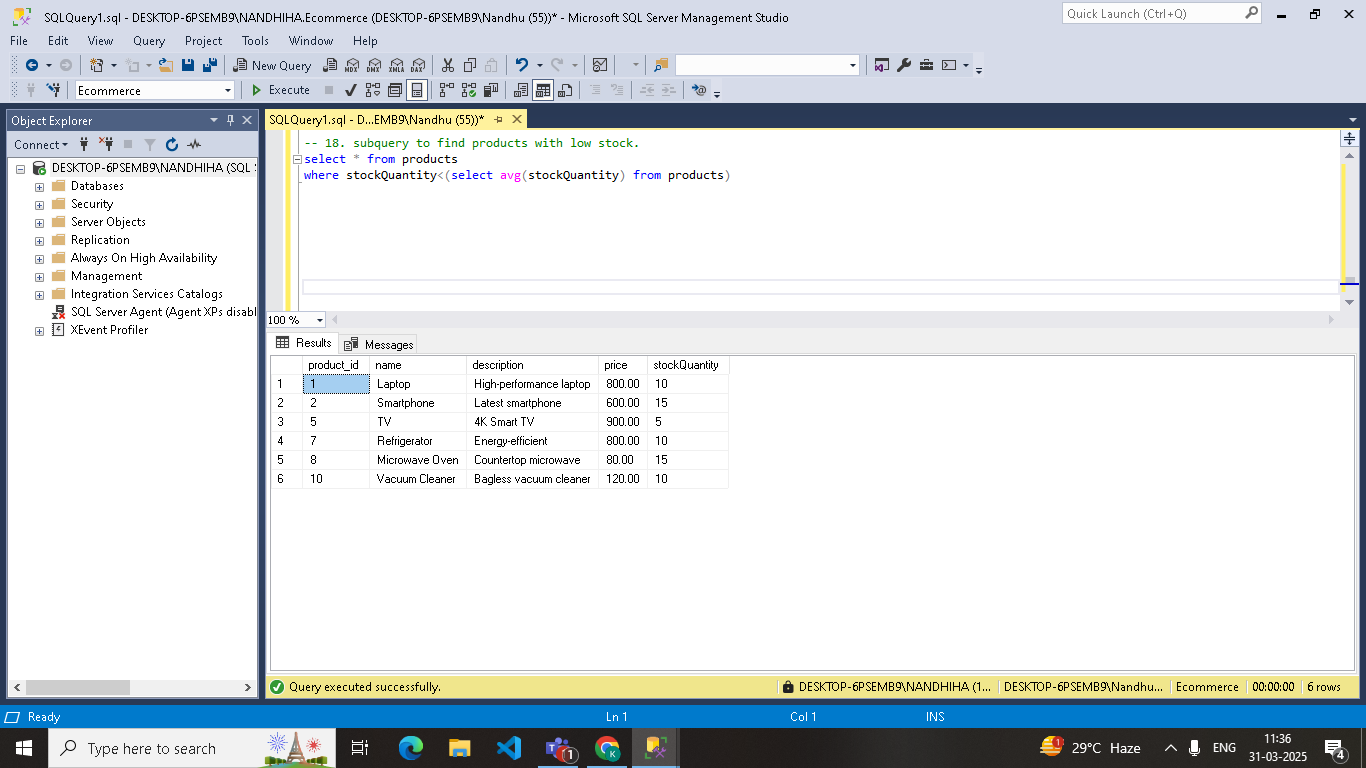 SQLQuery1.sql - DESKTOP-6PSEMB9\NANDHIHA.Ecommerce (DESKTOP-6PSEMB9\Nandhu (55))* - Microsoft SQL Server Management Studio
Quick Launch (Ctrl+Q)
File Edit View Query Project Tools Window Help
New Query MDX DMX XMLA DAX
Ecommerce Execute
Object Explorer
SQLQuery1.sql - D...EMB9\Nandhu (55))*
Connect
DESKTOP-6PSEMB9\NANDHIHA (SQL
Databases
Security
Server Objects
Replication
Always On High Availability
Management
Integration Services Catalogs
SQL Server Agent (Agent XPs disabl
XEvent Profiler
-- 18. subquery to find products with low stock.
select * from products
where stockQuantity<(select avg(stockQuantity) from products)
100 %
Results Messages
product_id name description price stockQuantity
1 1 Laptop High-performance laptop 800.00 10
2 2 Smartphone Latest smartphone 600.00 15
3 5 TV 4K Smart TV 900.00 5
4 7 Refrigerator Energy-efficient 800.00 10
5 8 Microwave Oven Countertop microwave 80.00 15
6 10 Vacuum Cleaner Bagless vacuum cleaner 120.00 10
Query executed successfully. DESKTOP-6PSEMB9\NANDHIHA (1... DESKTOP-6PSEMB9\Nandhu... Ecommerce 00:00:00 6 rows
Ready Ln 1 Col 1 INS
Type here to search 1 1 29°C Haze ENG 11:36
31-03-2025 4